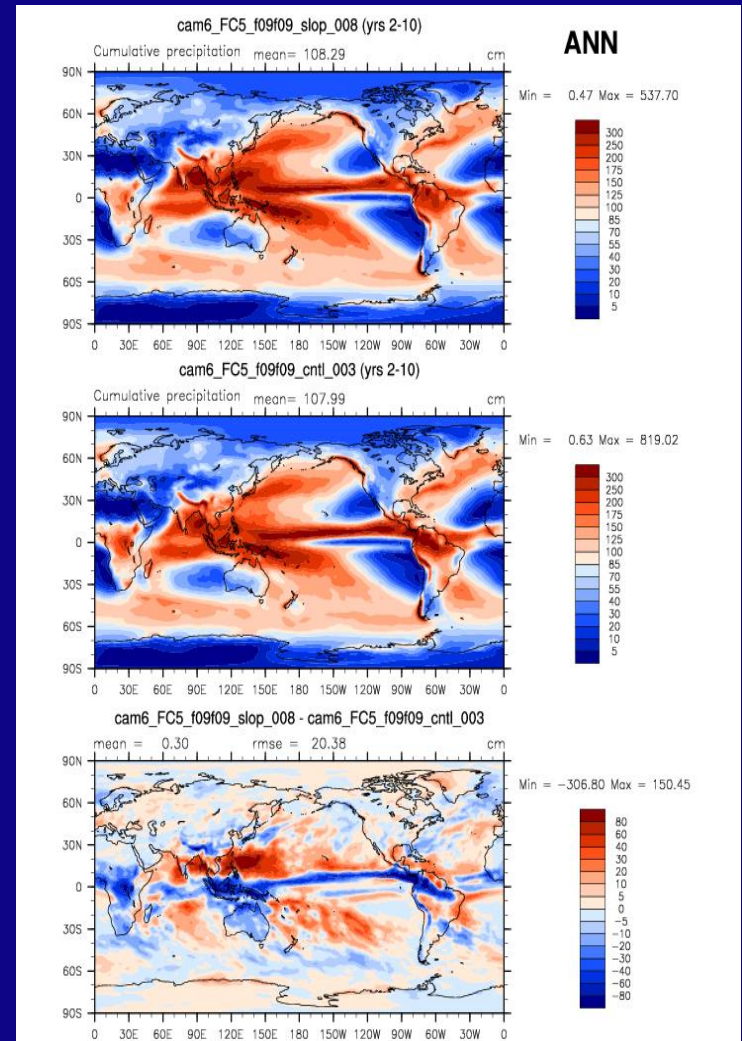 cam6_FC5_f09f09_slop_008 (yrs 2-10)
ANN
Cumulative precipitation mean= 108.29 cm
Min = 0.47 Max = 537.70
90N
60N
30N
0
30S
60S
90S
0 30E 60E 90E 120E 150E 180 150W 120W 90W 60W 30W 0
300
250
200
175
150
125
100
85
70
55
40
30
20
10
5
cam6_FC5_f09f09_cntl_003 (yrs 2-10)
Cumulative precipitation mean= 107.99 cm
Min = 0.63 Max = 819.02
90N
60N
30N
0
30S
60S
90S
0 30E 60E 90E 120E 150E 180 150W 120W 90W 60W 30W 0
300
250
200
175
150
125
100
85
70
55
40
30
20
10
5
cam6_FC5_f09f09_slop_008 - cam6_FC5_f09f09_cntl_003
mean = 0.30 rmse = 20.38 cm
Min = -306.80 Max = 150.45
90N
60N
30N
0
30S
60S
90S
0 30E 60E 90E 120E 150E 180 150W 120W 90W 60W 30W 0
80
60
40
30
20
10
5
0
-5
-10
-20
-30
-40
-60
-80